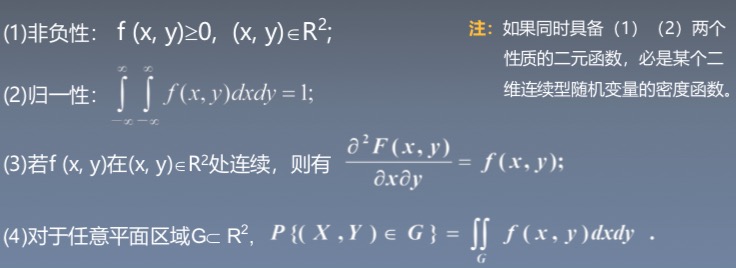 (1)非负性: f (x, y)≥0, (x, y)∈R²;
注: 如果同时具备(1)(2)两个
性质的二元函数,必是某个二
维连续型随机变量的密度函数。
(2)归一性: ∫_{-∞}^{∞} ∫_{-∞}^{∞} f(x, y)dxdy = 1;
(3)若f (x, y)在(x, y)∈R²处连续,则有 ∂²F(x, y)/∂x∂y = f(x, y);
(4)对于任意平面区域G⊂ R², P{(X,Y)∈G} = ∬_G f(x, y)dxdy .